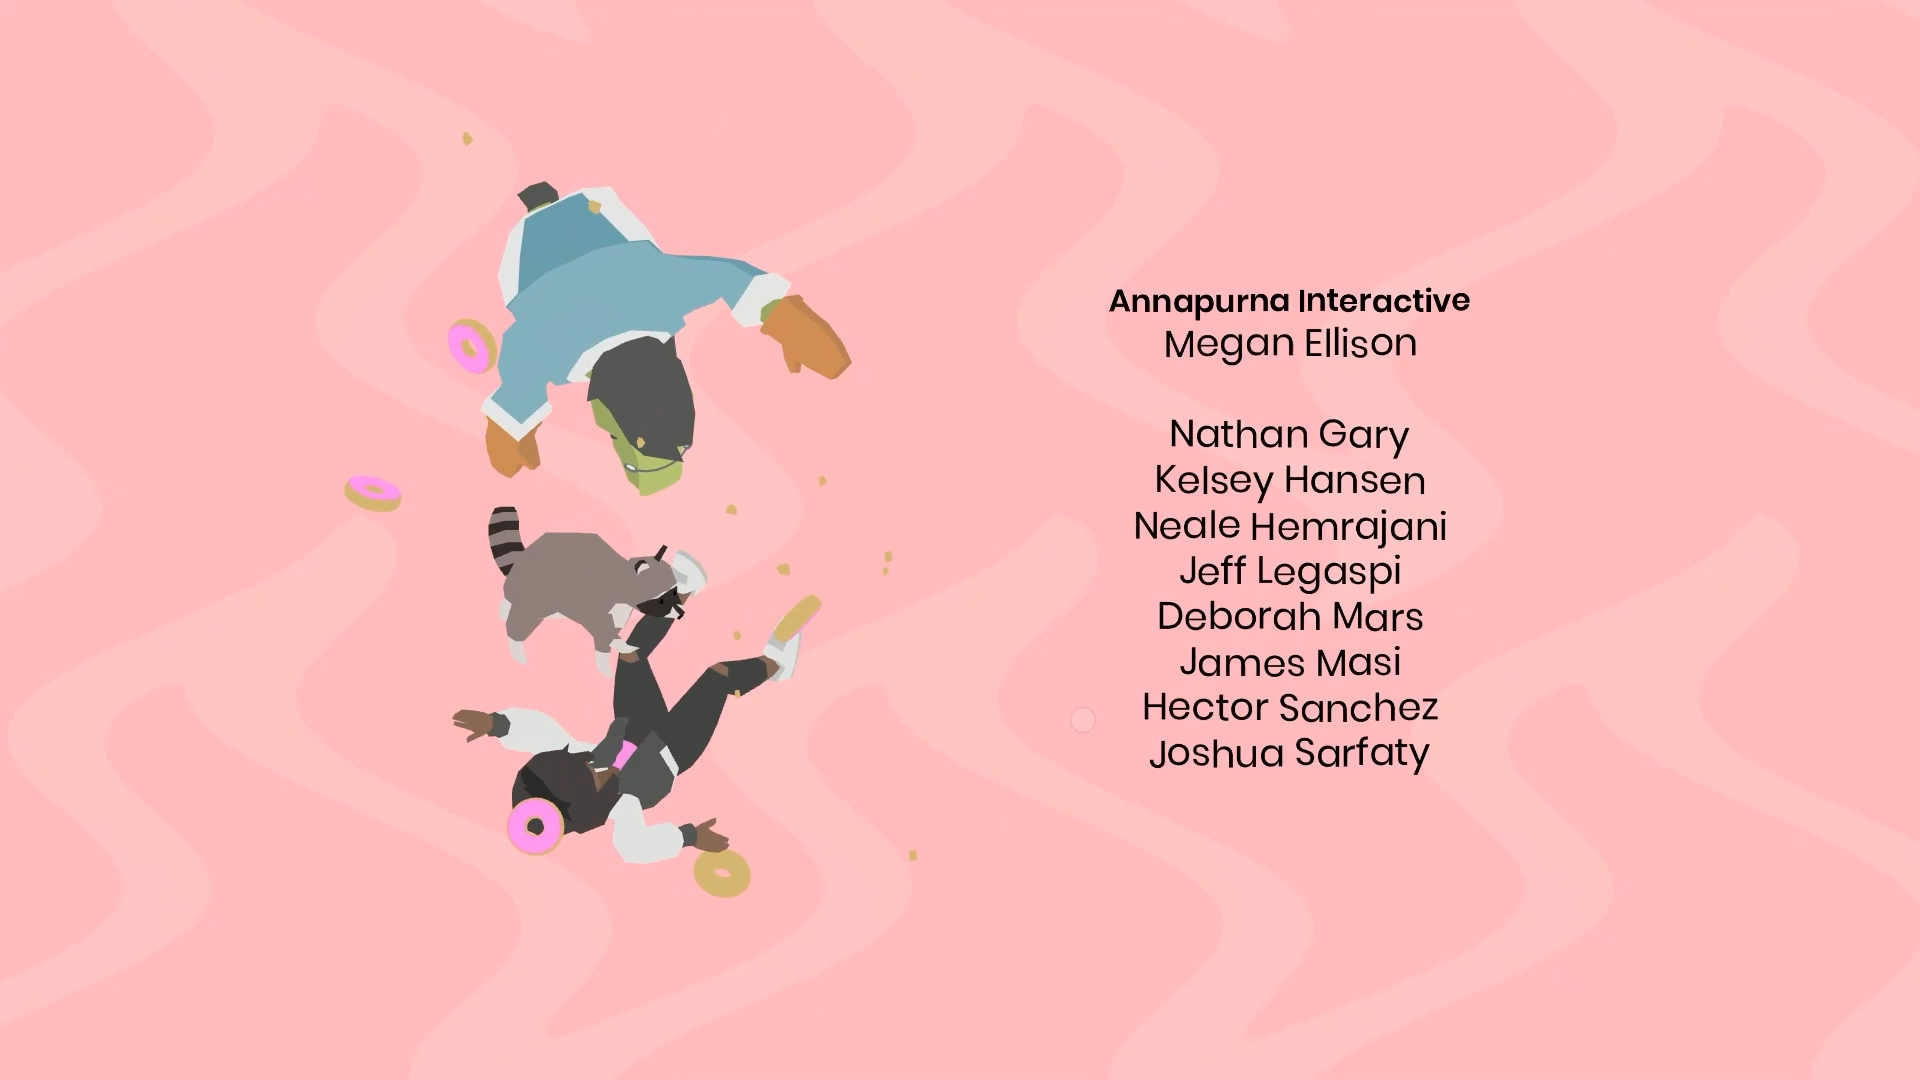 Annapurna Interactive
Megan Ellison
Nathan Gary
Kelsey Hansen
Neale Hemrajani
Jeff Legaspi
Deborah Mars
James Masi
Hector Sanchez
Joshua Sarfaty